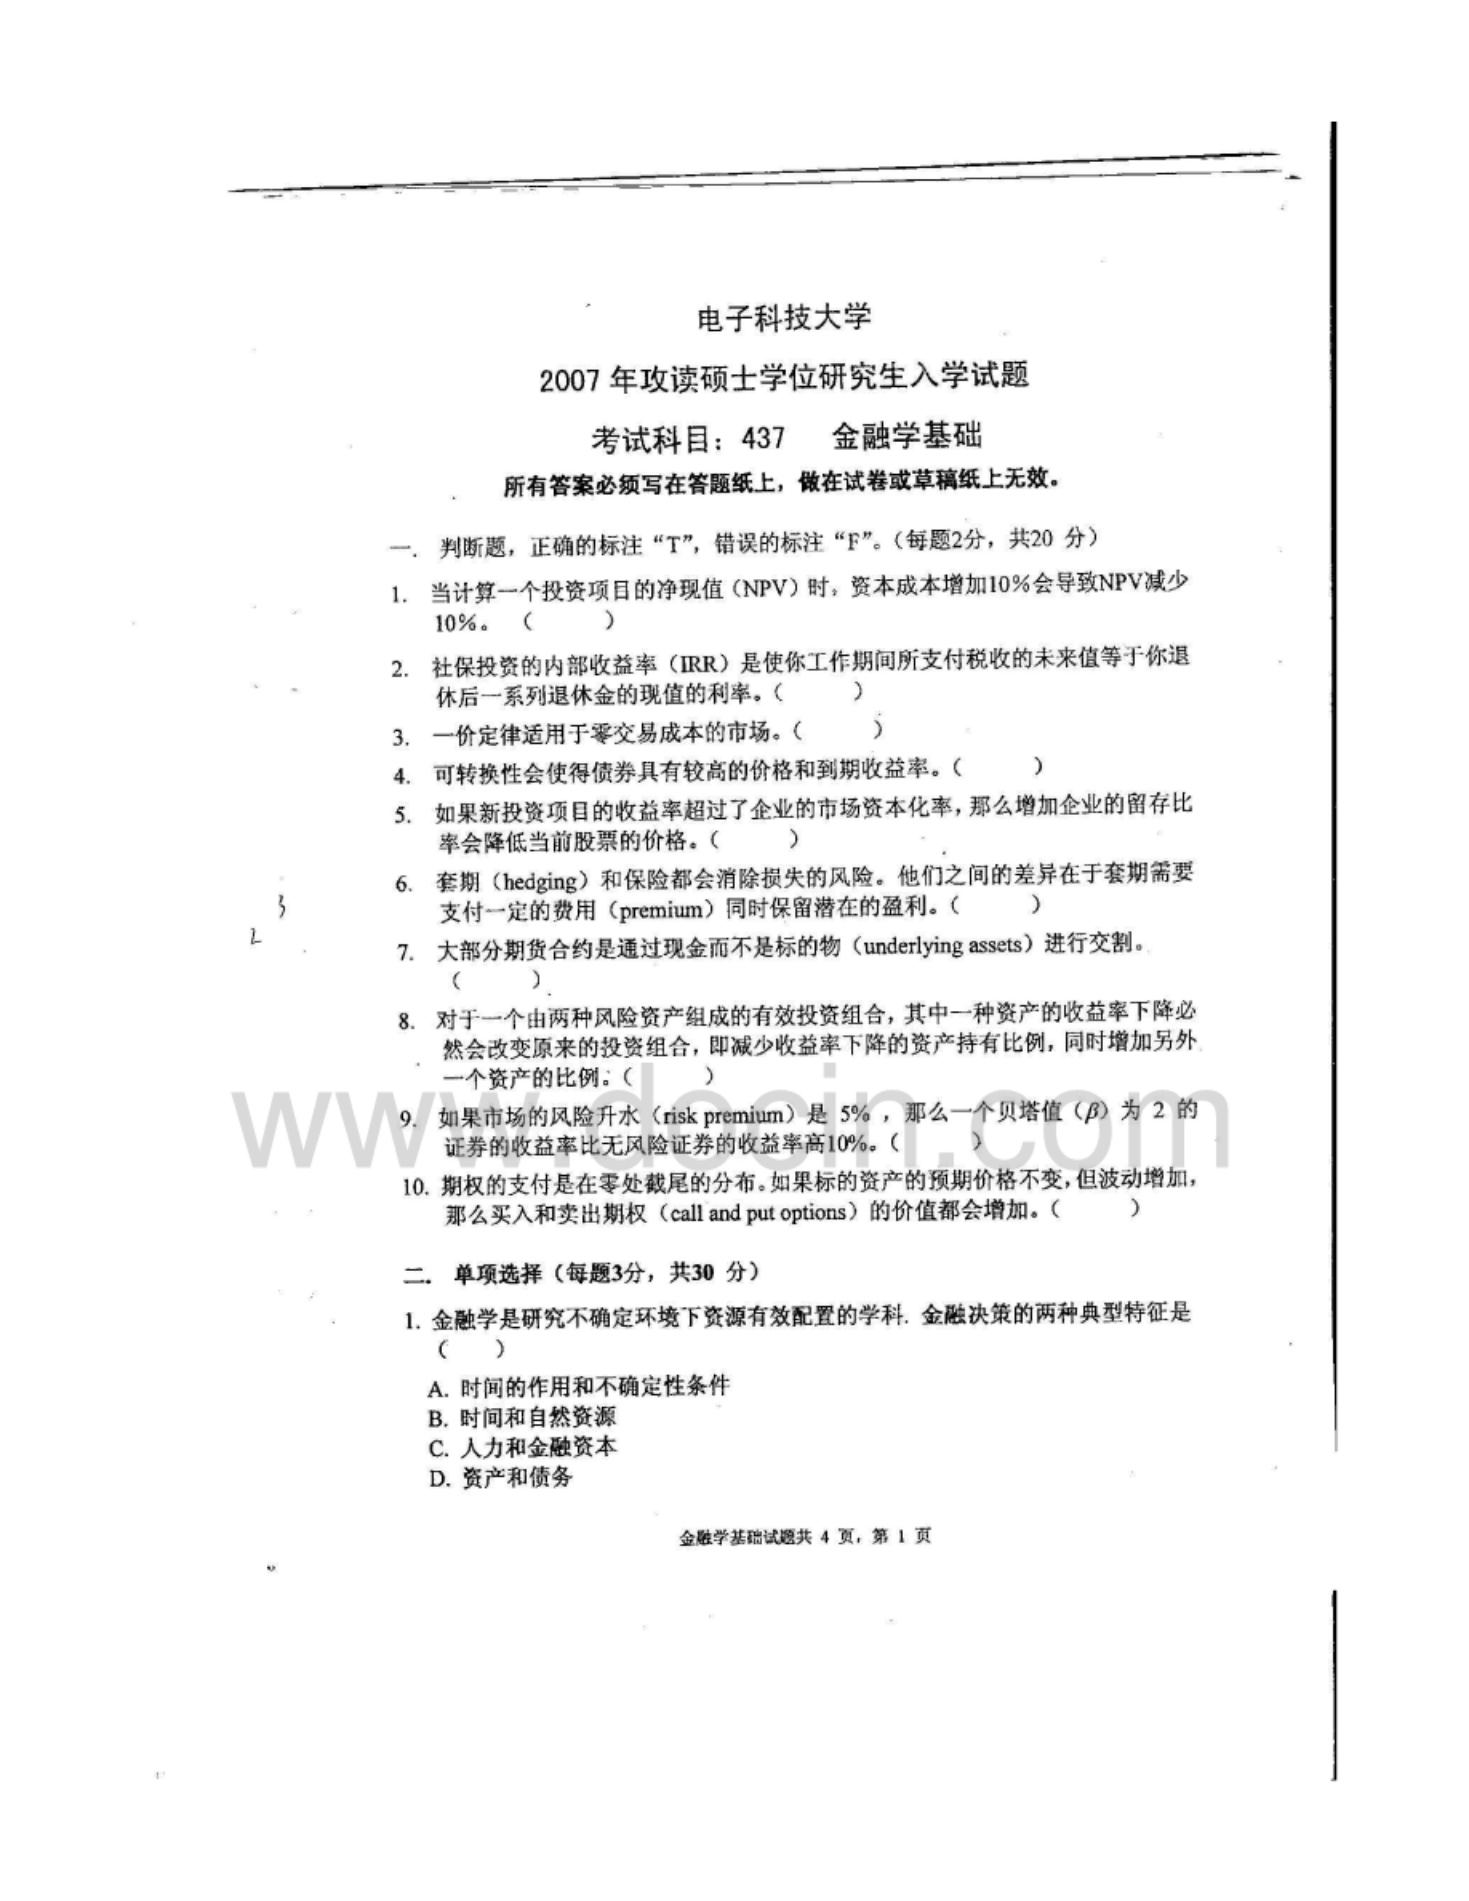 电子科技大学
2007 年攻读硕士学位研究生入学试题
考试科目：437 金融学基础
所有答案必须写在答题纸上，做在试卷或草稿纸上无效。
一. 判断题，正确的标注“T”，错误的标注“F”。（每题2分，共20 分）
1. 当计算一个投资项目的净现值（NPV）时，资本成本增加10%会导致NPV减少
10%。 （ ）
2. 社保投资的内部收益率（IRR）是使你工作期间所支付税收的未来值等于你退
休后一系列退休金的现值的利率。（ ）
3. 一价定律适用于零交易成本的市场。（ ）
4. 可转换性会使得债券具有较高的价格和到期收益率。（ ）
5. 如果新投资项目的收益率超过了企业的市场资本化率，那么增加企业的留存比
率会降低当前股票的价格。（ ）
6. 套期（hedging）和保险都会消除损失的风险。他们之间的差异在于套期需要
支付一定的费用（premium）同时保留潜在的盈利。（ ）
7. 大部分期货合约是通过现金而不是标的物（underlying assets）进行交割。
（ ）
8. 对于一个由两种风险资产组成的有效投资组合，其中一种资产的收益率下降必
然会改变原来的投资组合，即减少收益率下降的资产持有比例，同时增加另外
一个资产的比例。（ ）
9. 如果市场的风险升水（risk premium）是 5% ，那么一个贝塔值（β）为 2 的
证券的收益率比无风险证券的收益率高10%。（ ）
10. 期权的支付是在零处截尾的分布。如果标的资产的预期价格不变，但波动增加，
那么买入和卖出期权（call and put options）的价值都会增加。（ ）
二. 单项选择（每题3分，共30 分）
1. 金融学是研究不确定环境下资源有效配置的学科. 金融决策的两种典型特征是
（ ）
A. 时间的作用和不确定性条件
B. 时间和自然资源
C. 人力和金融资本
D. 资产和债务
金融学基础试题共 4 页，第 1 页
www.docin.com